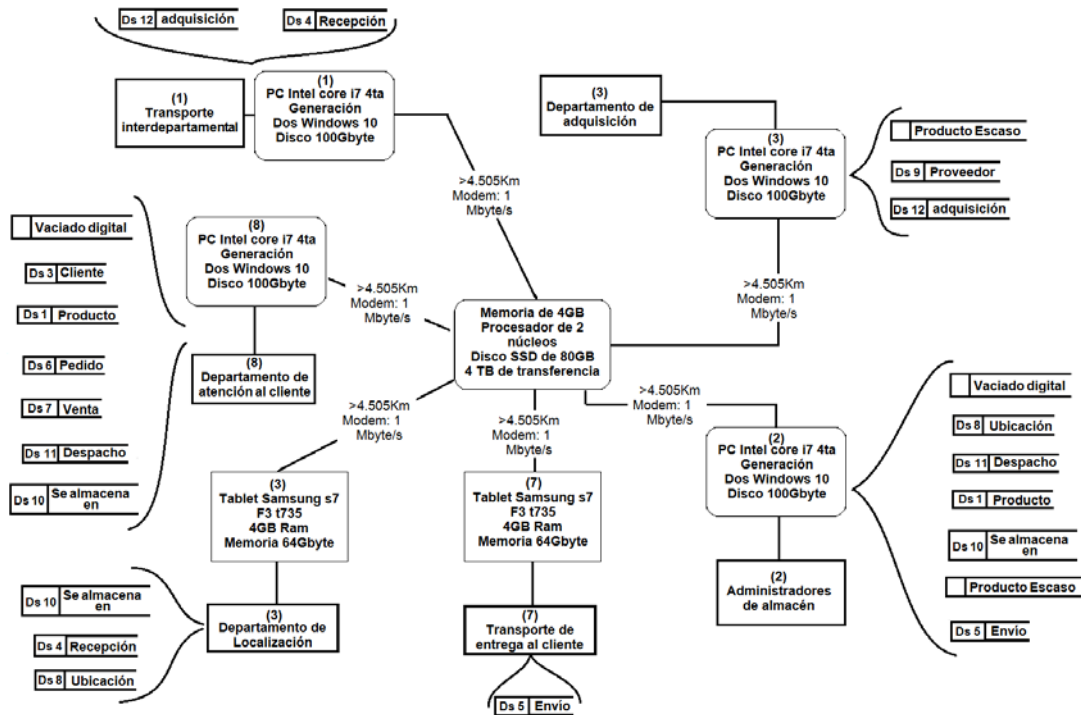 Ds 12 adquisición
Ds 4 Recepción
(1)
Transporte
interdepartamental
(1)
PC Intel core i7 4ta
Generación
Dos Windows 10
Disco 100Gbyte
(3)
Departamento de
adquisición
(3)
PC Intel core i7 4ta
Generación
Dos Windows 10
Disco 100Gbyte
Producto Escaso
Ds 9 Proveedor
Ds 12 adquisición
>4.505Km
Modem: 1
Mbyte/s
Vaciado digital
Ds 3 Cliente
Ds 1 Producto
Ds 6 Pedido
Ds 7 Venta
Ds 11 Despacho
Ds 10 Se almacena
en
(8)
PC Intel core i7 4ta
Generación
Dos Windows 10
Disco 100Gbyte
(8)
Departamento de
atención al cliente
>4.505Km
Modem: 1
Mbyte/s
>4.505Km
Modem: 1
Mbyte/s
Memoria de 4GB
Procesador de 2
núcleos
Disco SSD de 80GB
4 TB de transferencia
>4.505Km
Modem: 1
Mbyte/s
>4.505Km
Modem: 1
Mbyte/s
>4.505Km
Modem: 1
Mbyte/s
(2)
PC Intel core i7 4ta
Generación
Dos Windows 10
Disco 100Gbyte
(2)
Administradores
de almacén
Vaciado digital
Ds 8 Ubicación
Ds 11 Despacho
Ds 1 Producto
Ds 10 Se almacena
en
Producto Escaso
Ds 5 Envío
(3)
Tablet Samsung s7
F3 t735
4GB Ram
Memoria 64Gbyte
(7)
Tablet Samsung s7
F3 t735
4GB Ram
Memoria 64Gbyte
Ds 10 Se almacena
en
Ds 4 Recepción
Ds 8 Ubicación
(3)
Departamento de
Localización
(7)
Transporte de
entrega al cliente
Ds 5 Envío